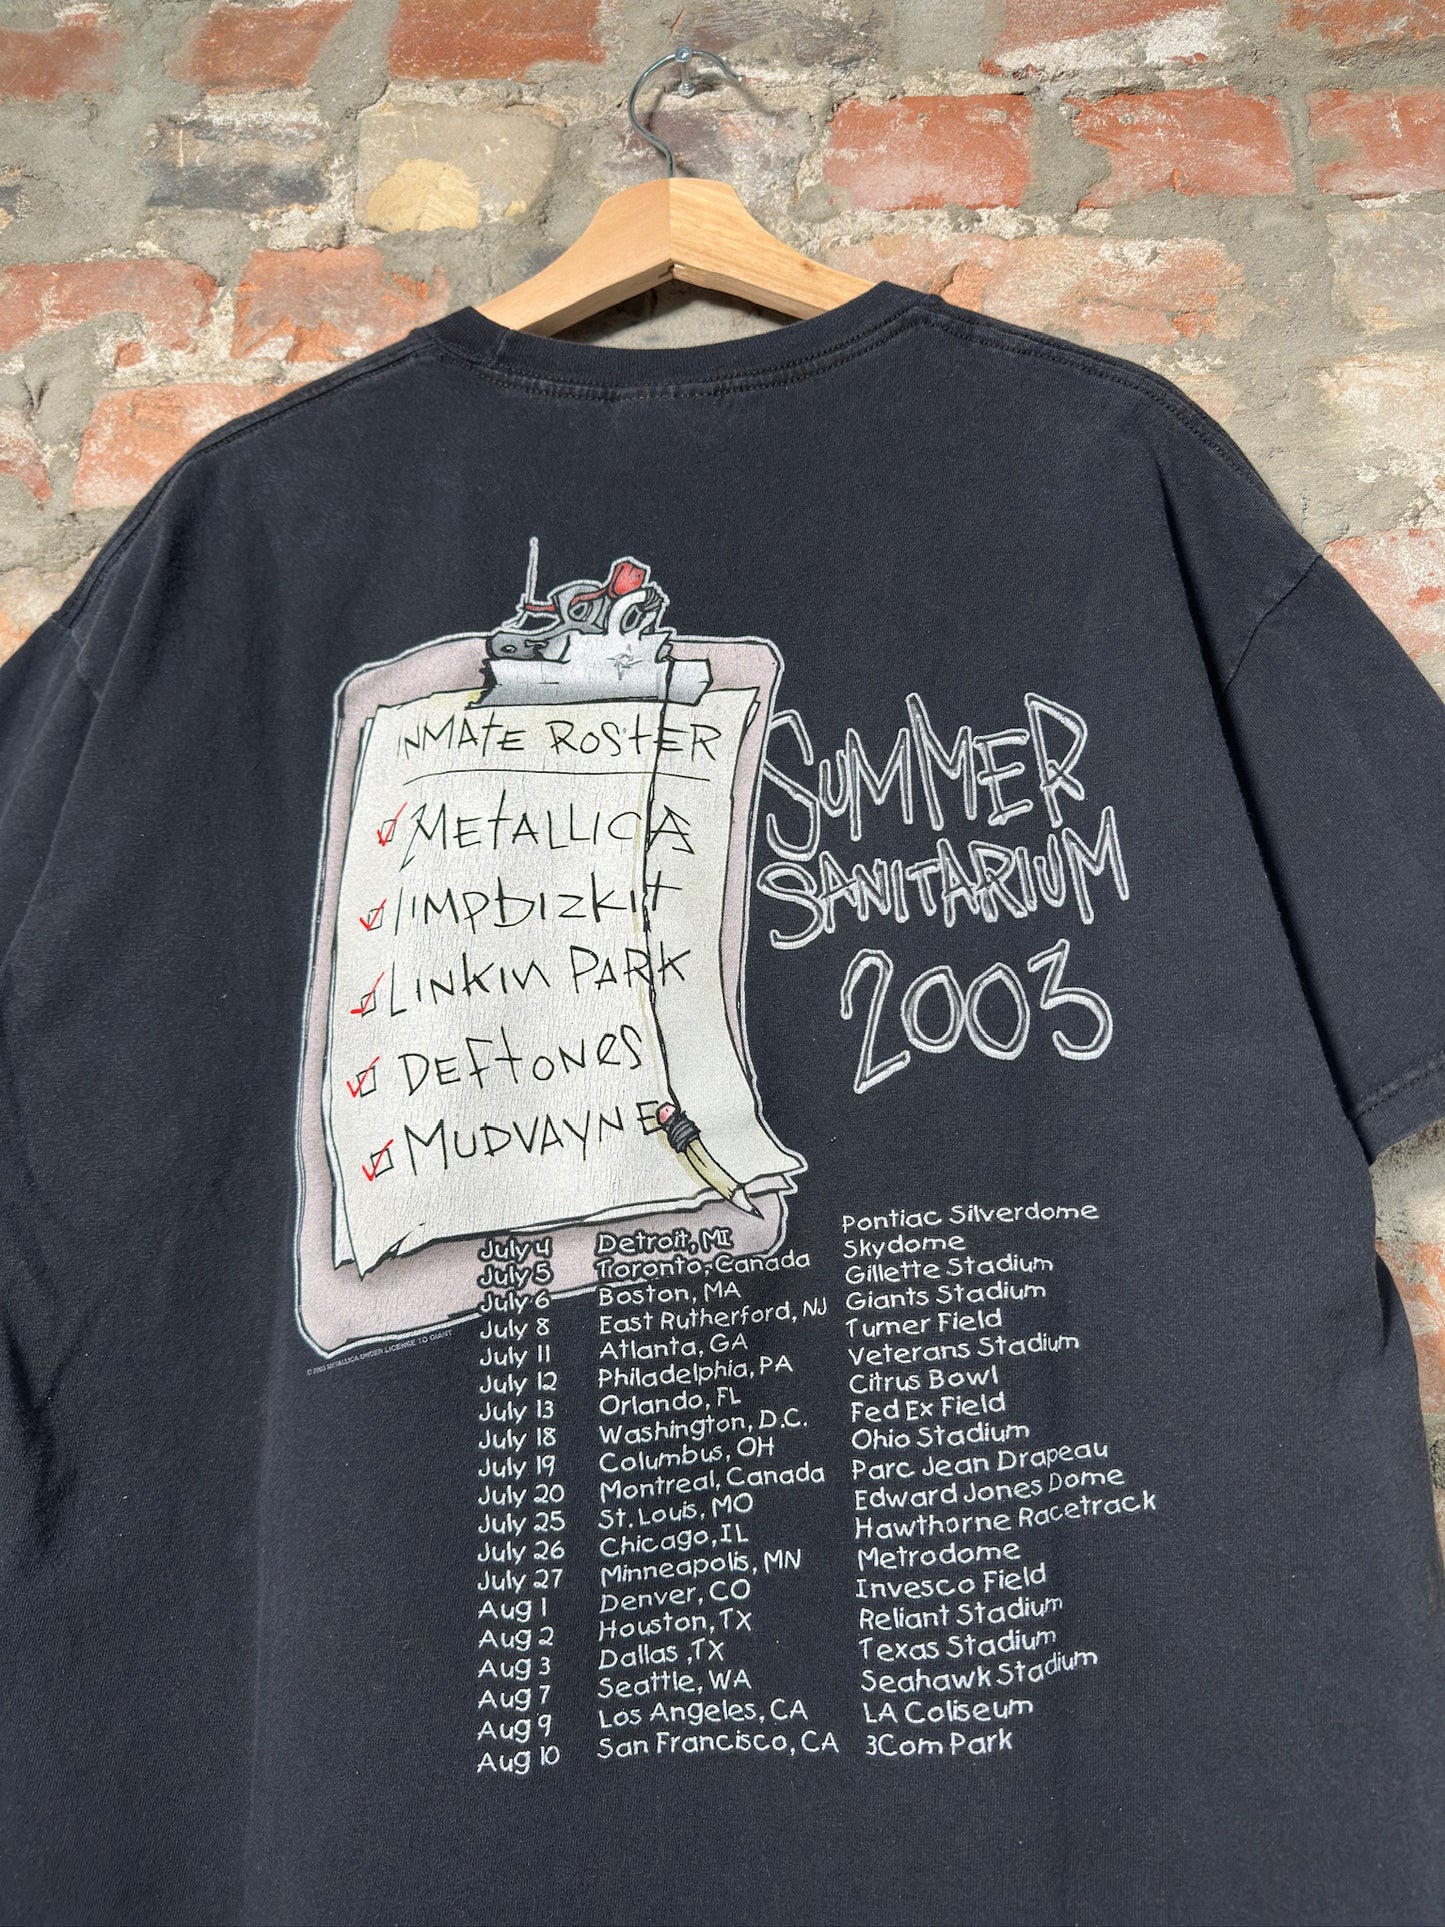 INMATE ROSTER
METALLICA
limpbizkit
LINKIN PARK
DEFTONES
MUDVAYNE
SUMMER
SANITARIUM
2003
July 4 Detroit, MI Pontiac Silverdome
July 5 Toronto, Canada Skydome
July 6 Boston, MA Gillette Stadium
July 8 East Rutherford, NJ Giants Stadium
July 11 Atlanta, GA Turner Field
July 12 Philadelphia, PA Veterans Stadium
July 13 Orlando, FL Citrus Bowl
July 18 Washington, D.C. Fed Ex Field
July 19 Columbus, OH Ohio Stadium
July 20 Montreal, Canada Parc Jean Drapeau
July 25 St. Louis, MO Edward Jones Dome
July 26 Chicago, IL Hawthorne Racetrack
July 27 Minneapolis, MN Metrodome
Aug 1 Denver, CO Invesco Field
Aug 2 Houston, TX Reliant Stadium
Aug 3 Dallas ,TX Texas Stadium
Aug 7 Seattle, WA Seahawk Stadium
Aug 9 Los Angeles, CA LA Coliseum
Aug 10 San Francisco, CA 3Com Park
© 2003 METALLICA UNDER LICENSE TO GIANT